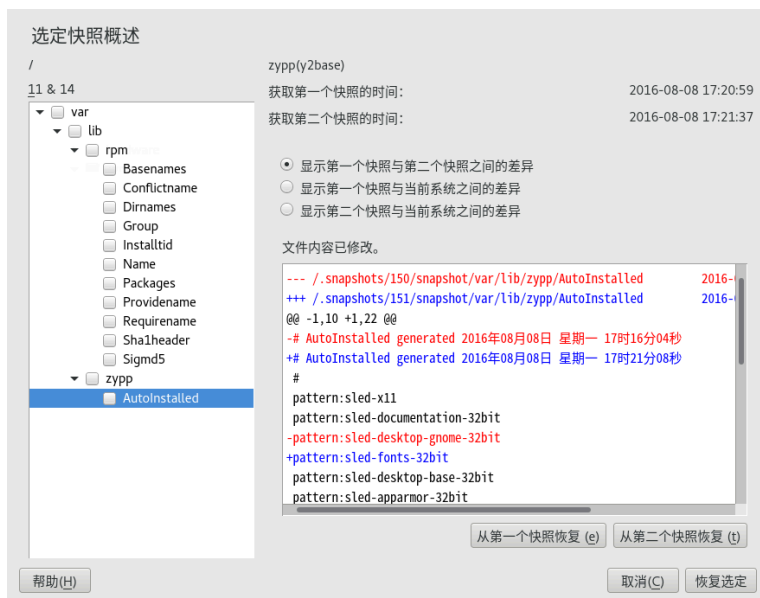 选定快照概述
/
zypp(y2base)
11 & 14
获取第一个快照的时间:
2016-08-08 17:20:59
获取第二个快照的时间:
2016-08-08 17:21:37
var
lib
rpm
Basenames
Conflictname
Dirnames
Group
Installtid
Name
Packages
Providename
Requirename
Sha1header
Sigmd5
zypp
AutoInstalled
显示第一个快照与第二个快照之间的差异
显示第一个快照与当前系统之间的差异
显示第二个快照与当前系统之间的差异
文件内容已修改。
--- /.snapshots/150/snapshot/var/lib/zypp/AutoInstalled 2016-
+++ /.snapshots/151/snapshot/var/lib/zypp/AutoInstalled 2016-
@@ -1,10 +1,22 @@
-# AutoInstalled generated 2016年08月08日 星期一 17时16分04秒
+# AutoInstalled generated 2016年08月08日 星期一 17时21分08秒
#
pattern:sled-x11
pattern:sled-documentation-32bit
-pattern:sled-desktop-gnome-32bit
+pattern:sled-fonts-32bit
pattern:sled-desktop-base-32bit
pattern:sled-apparmor-32bit
从第一个快照恢复 (e)
从第二个快照恢复 (t)
帮助(H)
取消(C)
恢复选定